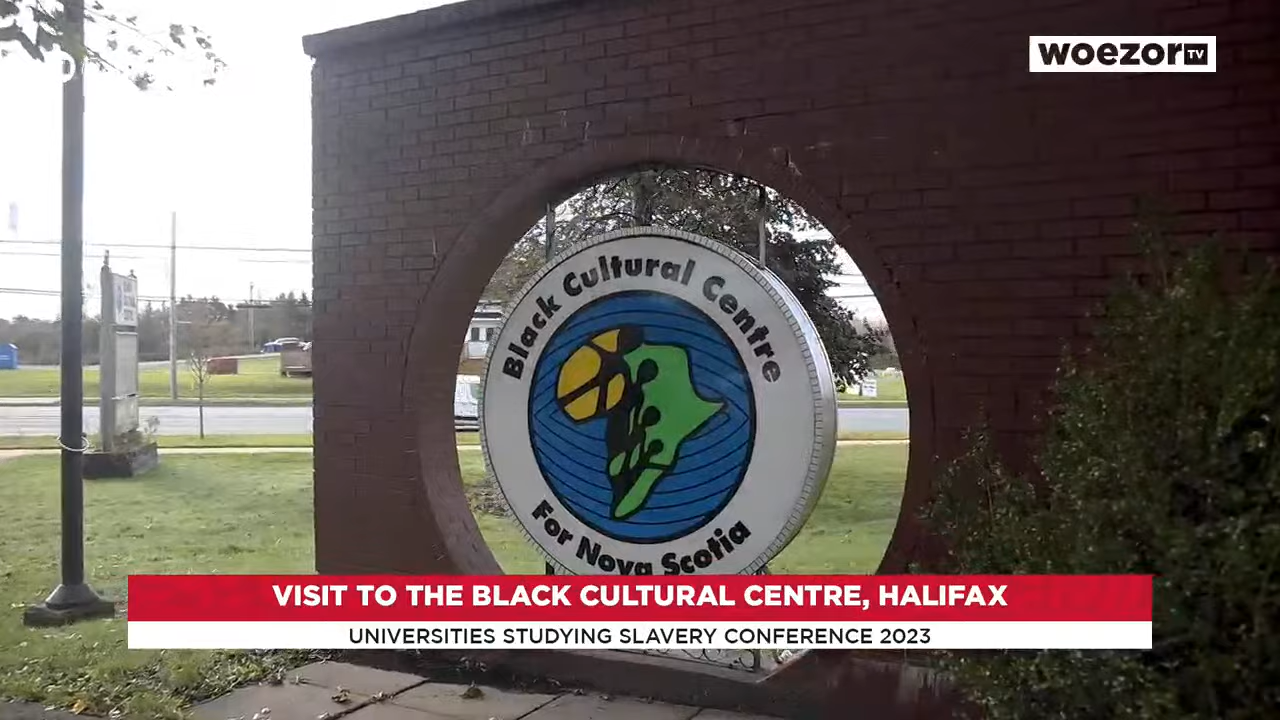 woezor TV
Black Cultural Centre
For Nova Scotia
VISIT TO THE BLACK CULTURAL CENTRE, HALIFAX
UNIVERSITIES STUDYING SLAVERY CONFERENCE 2023